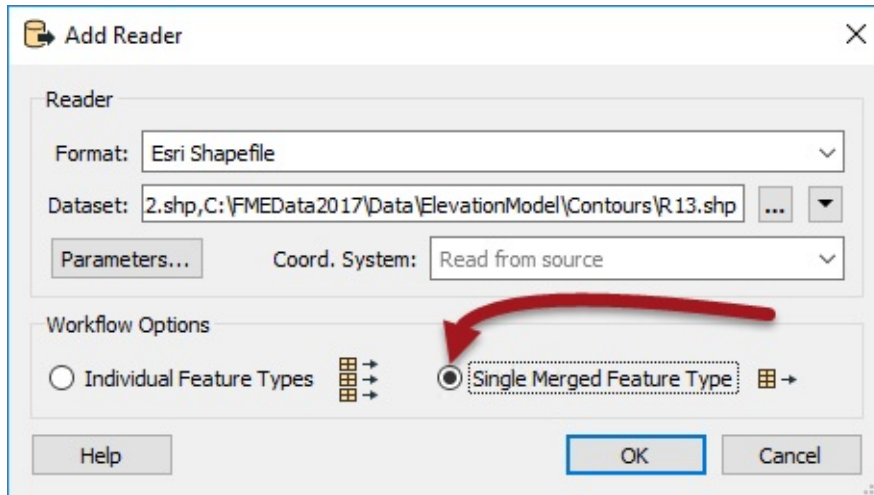 Add Reader
Reader
Format: Esri Shapefile
Dataset: 2.shp,C:\FMEData2017\Data\ElevationModel\Contours\R13.shp ...
Parameters... Coord. System: Read from source
Workflow Options
Individual Feature Types Single Merged Feature Type
Help OK Cancel